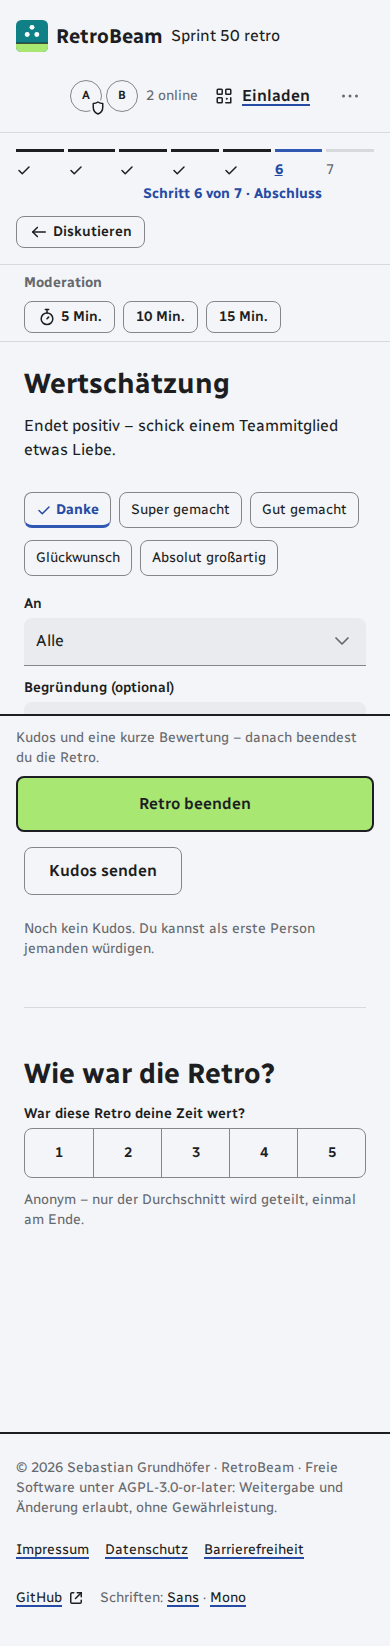 RetroBeam Sprint 50 retro
A B 2 online Einladen
6 7
Schritt 6 von 7 · Abschluss
Diskutieren
Moderation
5 Min. 10 Min. 15 Min.
Wertschätzung
Endet positiv – schick einem Teammitglied
etwas Liebe.
Danke Super gemacht Gut gemacht
Glückwunsch Absolut großartig
An
Alle
Begründung (optional)
Kudos und eine kurze Bewertung – danach beendest
du die Retro.
Retro beenden
Kudos senden
Noch kein Kudos. Du kannst als erste Person
jemanden würdigen.
Wie war die Retro?
War diese Retro deine Zeit wert?
1 2 3 4 5
Anonym – nur der Durchschnitt wird geteilt, einmal
am Ende.
© 2026 Sebastian Grundhöfer · RetroBeam · Freie
Software unter AGPL-3.0-or-later: Weitergabe und
Änderung erlaubt, ohne Gewährleistung.
Impressum Datenschutz Barrierefreiheit
GitHub Schriften: Sans · Mono